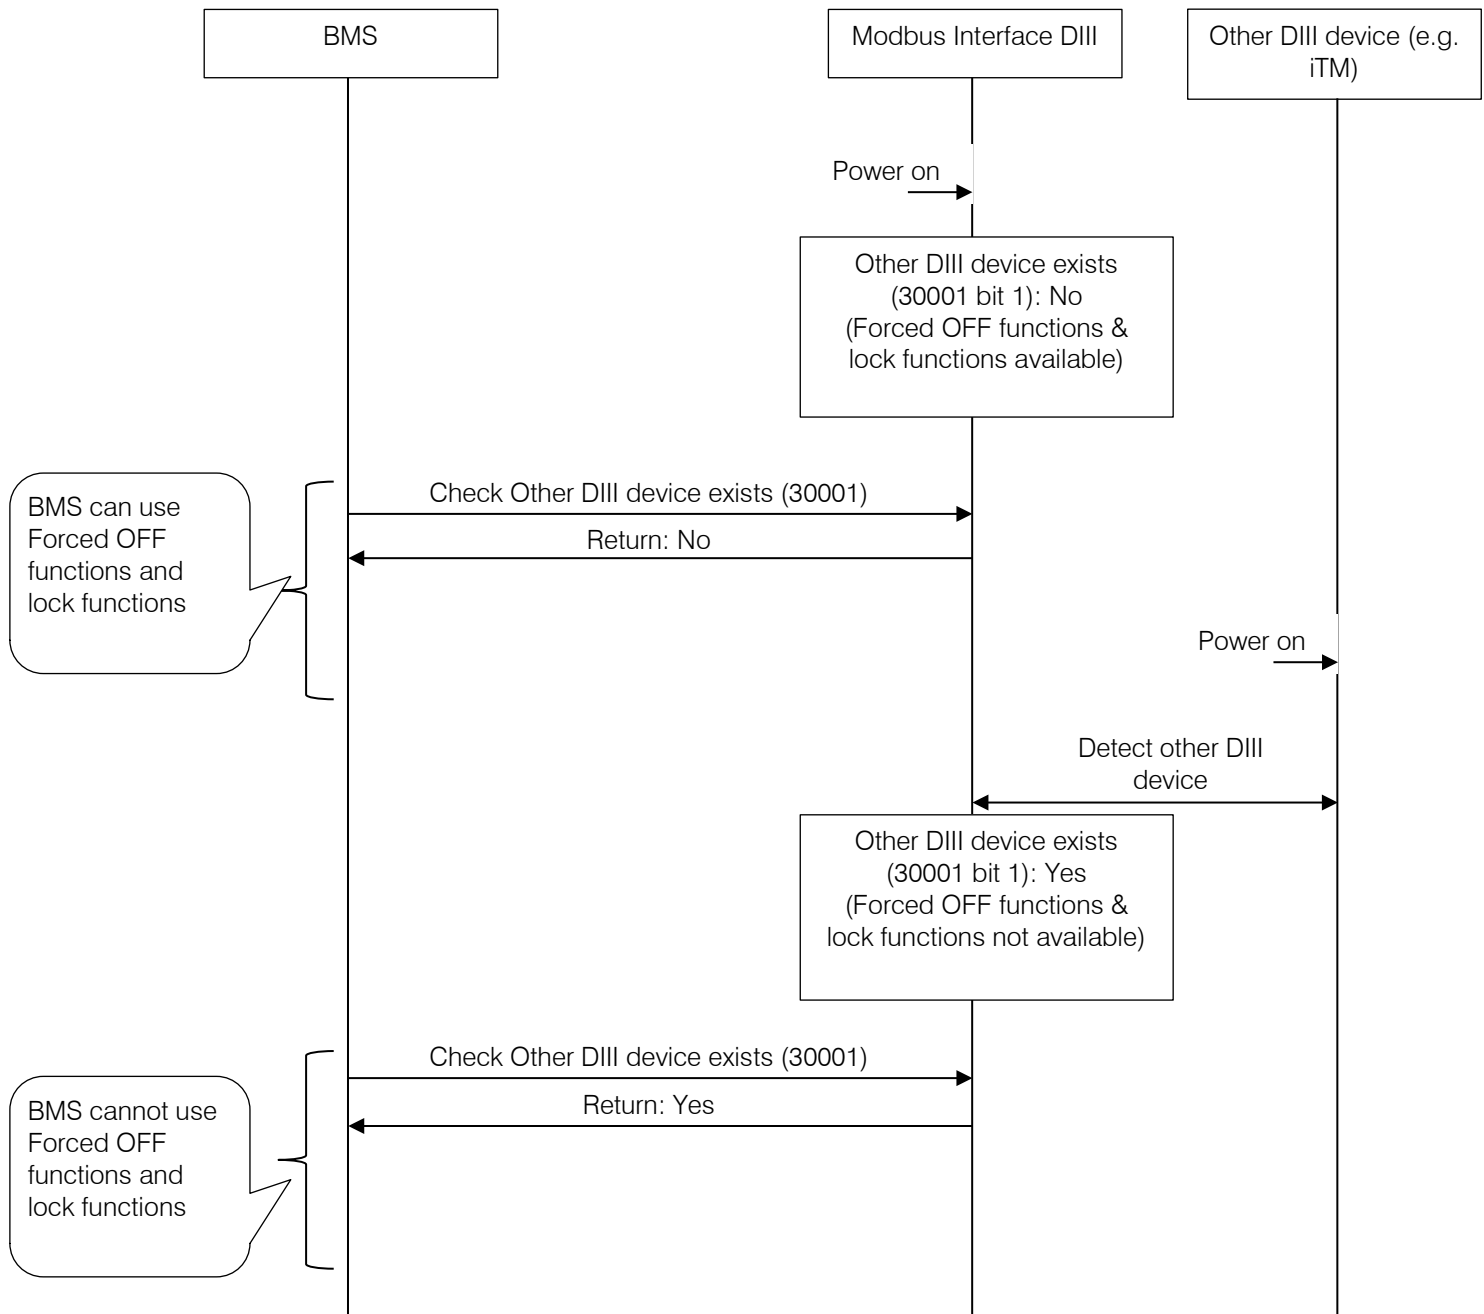 BMS
Modbus Interface DIII
Other DIII device (e.g.
iTM)
Power on
Other DIII device exists
(30001 bit 1): No
(Forced OFF functions &
lock functions available)
BMS can use
Forced OFF
functions and
lock functions
Check Other DIII device exists (30001)
Return: No
Power on
Detect other DIII
device
Other DIII device exists
(30001 bit 1): Yes
(Forced OFF functions &
lock functions not available)
Check Other DIII device exists (30001)
Return: Yes
BMS cannot use
Forced OFF
functions and
lock functions